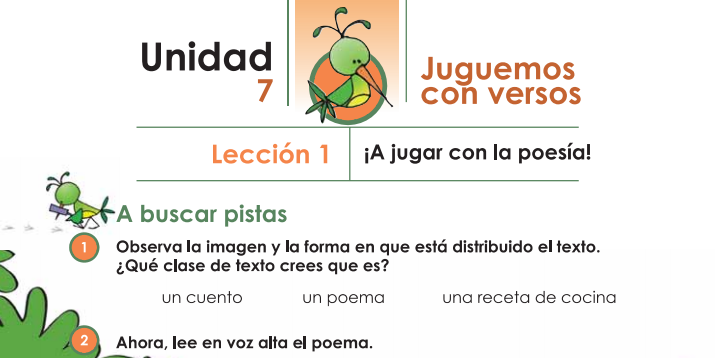 Unidad
7
Juguemos
con versos
Lección 1
¡A jugar con la poesía!
A buscar pistas
1
Observa la imagen y la forma en que está distribuido el texto.
¿Qué clase de texto crees que es?
un cuento un poema una receta de cocina
2
Ahora, lee en voz alta el poema.